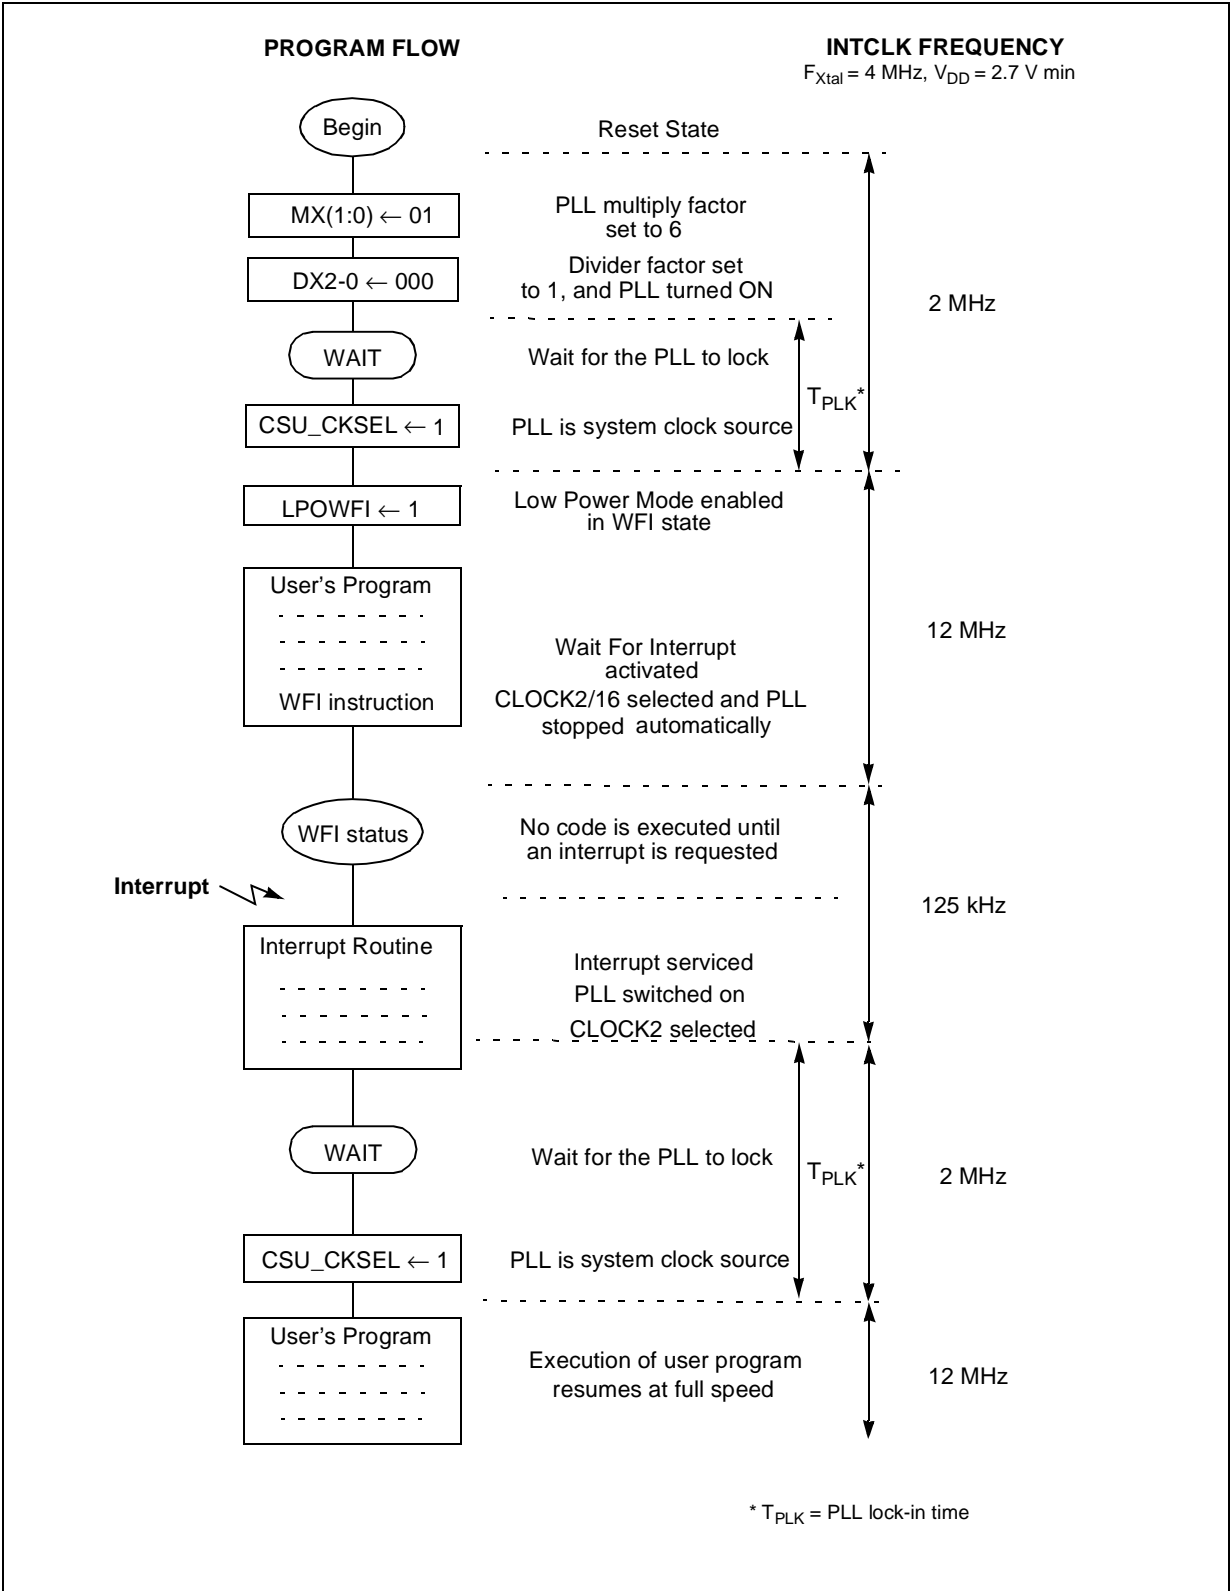 PROGRAM FLOW
INTCLK FREQUENCY
FXtal = 4 MHz, VDD = 2.7 V min
Begin
Reset State
MX(1:0) ← 01
PLL multiply factor
set to 6
DX2-0 ← 000
Divider factor set
to 1, and PLL turned ON
2 MHz
WAIT
Wait for the PLL to lock
TPLK*
CSU_CKSEL ← 1
PLL is system clock source
LPOWFI ← 1
Low Power Mode enabled
in WFI state
User's Program
WFI instruction
Wait For Interrupt
activated
CLOCK2/16 selected and PLL
stopped automatically
12 MHz
WFI status
No code is executed until
an interrupt is requested
Interrupt
125 kHz
Interrupt Routine
Interrupt serviced
PLL switched on
CLOCK2 selected
WAIT
Wait for the PLL to lock
TPLK*
2 MHz
CSU_CKSEL ← 1
PLL is system clock source
User's Program
Execution of user program
resumes at full speed
12 MHz
* TPLK = PLL lock-in time